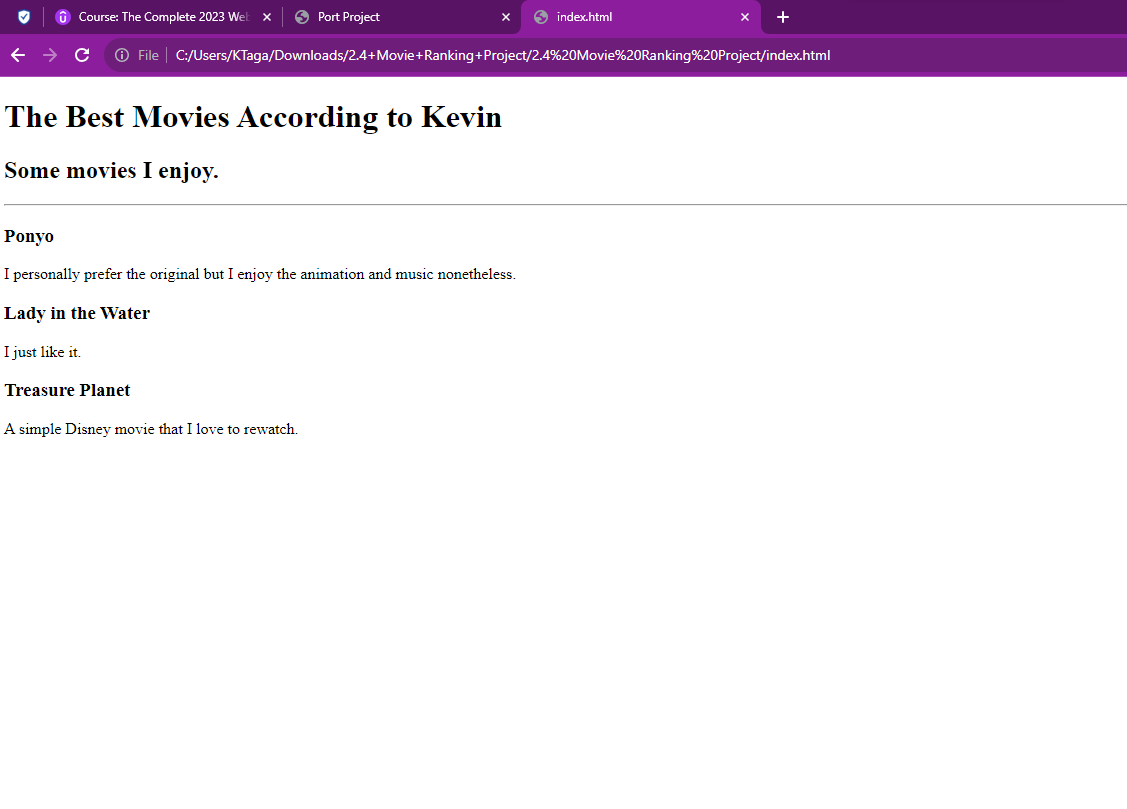 Course: The Complete 2023 Web
Port Project
index.html
File
C:/Users/KTaga/Downloads/2.4+Movie+Ranking+Project/2.4%20Movie%20Ranking%20Project/index.html
The Best Movies According to Kevin
Some movies I enjoy.
Ponyo
I personally prefer the original but I enjoy the animation and music nonetheless.
Lady in the Water
I just like it.
Treasure Planet
A simple Disney movie that I love to rewatch.